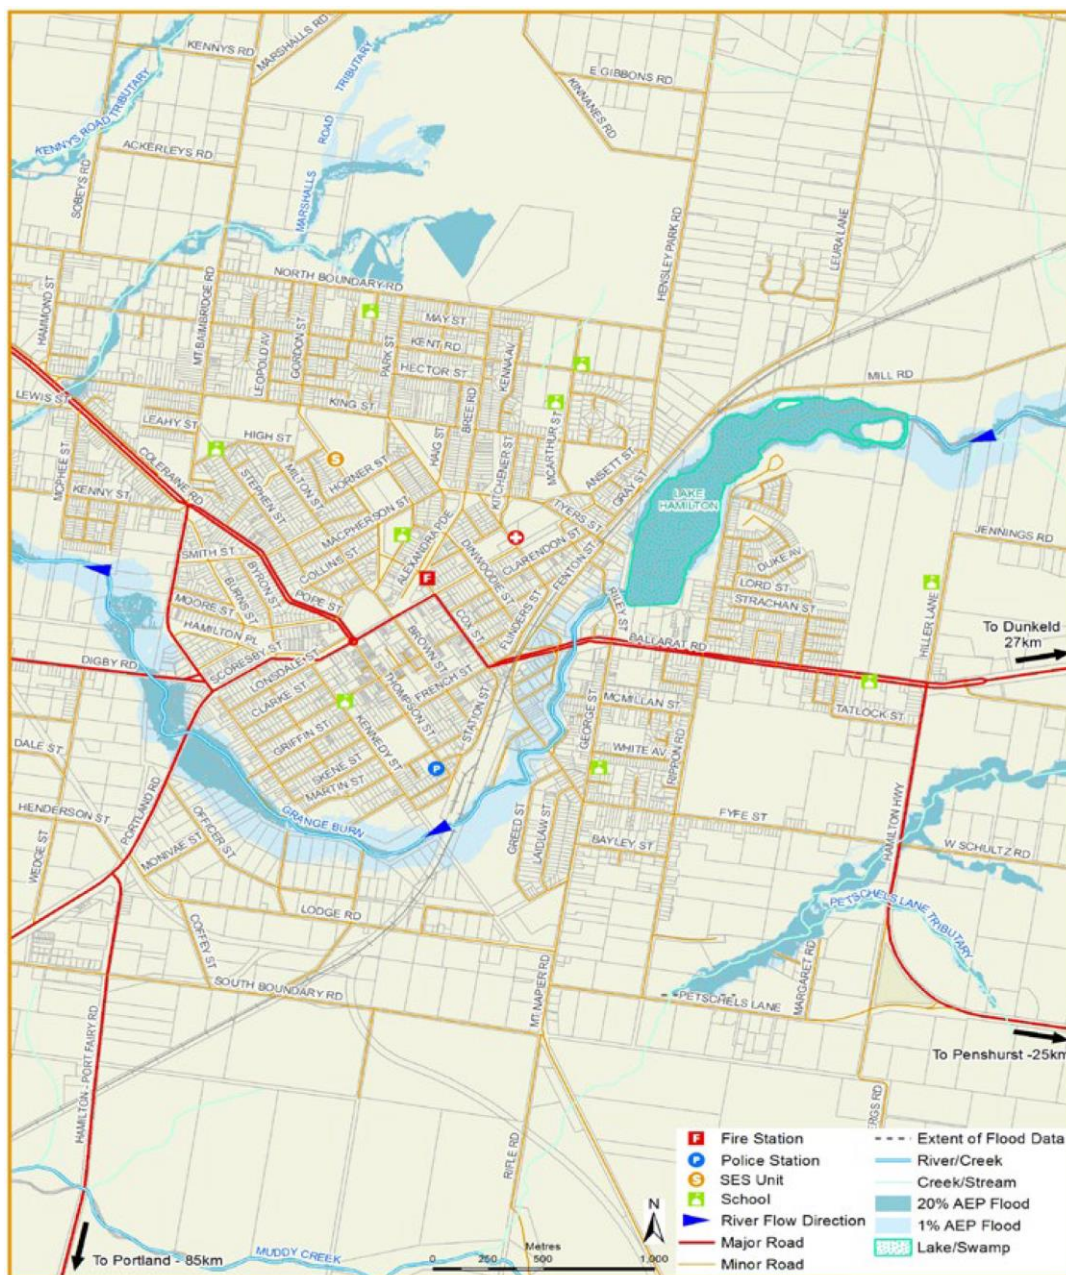 KENNYS RD
MARSHALLS RD
TRIBUTARY
ROAD
MARSHALLS
E GIBBONS RD
KINNANES RD
KENNYS ROAD TRIBUTARY
ACKERLEYS RD
SOBEYS RD
HENSLEY PARK RD
LEURA LANE
NORTH BOUNDARY RD
HAMMOND ST
MT BAIMBRIDGE RD
LEOPOLD AV
GORDON ST
PARK ST
MAY ST
KENT RD
HECTOR ST
KENNA AV
BREE RD
MILL RD
LEWIS ST
KING ST
LEAHY ST
HIGH ST
HAIG ST
KITCHENER ST
MCARTHUR ST
ANSETT ST
GRAY ST
MCPHEE ST
COLERAINE RD
STEPHEN ST
MILTON ST
HORNER ST
KENNY ST
MACPHERSON ST
TYERS ST
LAKE
HAMILTON
JENNINGS RD
SMITH ST
COLLINS ST
ALEXANDRA PDE
DINWOODIE ST
CLARENDON ST
FENTON ST
DUKE AV
BYRON ST
BURNS ST
MOORE ST
POPE ST
F
LORD ST
STRACHAN ST
HILLER LANE
HAMILTON PL
COX ST
FLINDERS ST
RILEY ST
BALLARAT RD
To Dunkeld
27km
DIGBY RD
SCORESBY ST
LONSDALE ST
BROWN ST
FRENCH ST
CLARKE ST
THOMPSON ST
STATION ST
GEORGE ST
MCMILLAN ST
TATLOCK ST
GRIFFIN ST
KENNEDY ST
DALE ST
SKENE ST
MARTIN ST
P
WHITE AV
RIPPON RD
S
HENDERSON ST
PORTLAND RD
GRANGE BURN
FYFE ST
HAMILTON HWY
WEDGE ST
MONIVAE ST
OFFICER ST
GREED ST
LAIDLAW ST
BAYLEY ST
W SCHULTZ RD
PETSCHELS LANE TRIBUTARY
LODGE RD
COFFEY ST
SOUTH BOUNDARY RD
MT NAPIER RD
PETSCHELS LANE
MARGARET RD
HAMILTON - PORT FAIRY RD
To Penshurst -25km
ERGS RD
RIFLE RD
MUDDY CREEK
To Portland - 85km
F Fire Station
P Police Station
S SES Unit
School
River Flow Direction
Major Road
Minor Road
Extent of Flood Data
River/Creek
Creek/Stream
20% AEP Flood
1% AEP Flood
Lake/Swamp
N
Metres
0 250 500 1,000